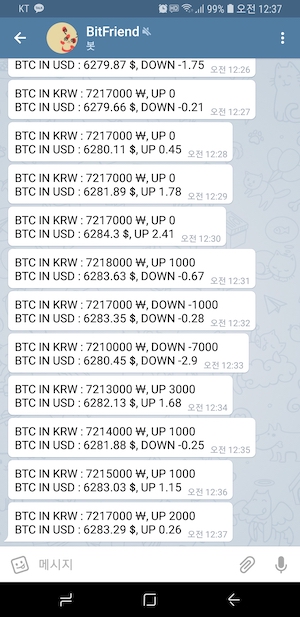 KT
99%
오전 12:37
BitFriend
봇
BTC IN USD : 6279.87 $, DOWN -1.75
오전 12:26
BTC IN KRW : 7217000 ₩, UP 0
BTC IN USD : 6279.66 $, DOWN -0.21
오전 12:27
BTC IN KRW : 7217000 ₩, UP 0
BTC IN USD : 6280.11 $, UP 0.45
오전 12:28
BTC IN KRW : 7217000 ₩, UP 0
BTC IN USD : 6281.89 $, UP 1.78
오전 12:29
BTC IN KRW : 7217000 ₩, UP 0
BTC IN USD : 6284.3 $, UP 2.41
오전 12:30
BTC IN KRW : 7218000 ₩, UP 1000
BTC IN USD : 6283.63 $, DOWN -0.67
오전 12:31
BTC IN KRW : 7217000 ₩, DOWN -1000
BTC IN USD : 6283.35 $, DOWN -0.28
오전 12:32
BTC IN KRW : 7210000 ₩, DOWN -7000
BTC IN USD : 6280.45 $, DOWN -2.9
오전 12:33
BTC IN KRW : 7213000 ₩, UP 3000
BTC IN USD : 6282.13 $, UP 1.68
오전 12:34
BTC IN KRW : 7214000 ₩, UP 1000
BTC IN USD : 6281.88 $, DOWN -0.25
오전 12:35
BTC IN KRW : 7215000 ₩, UP 1000
BTC IN USD : 6283.03 $, UP 1.15
오전 12:36
BTC IN KRW : 7217000 ₩, UP 2000
BTC IN USD : 6283.29 $, UP 0.26
오전 12:37
메시지